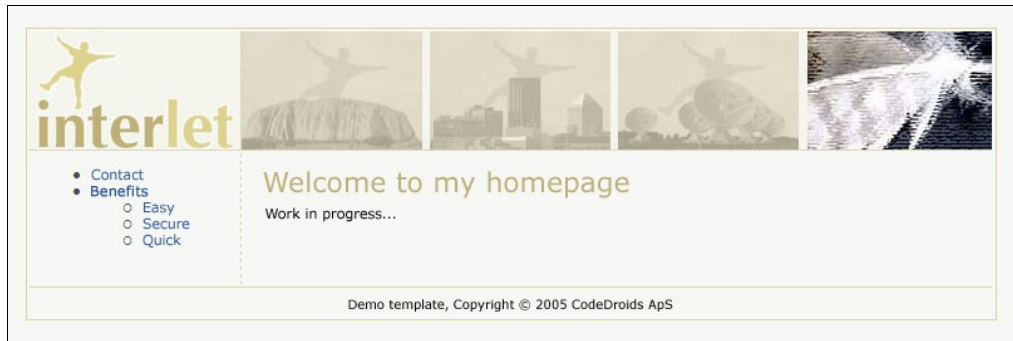 interlet
Contact
Benefits
Easy
Secure
Quick
Welcome to my homepage
Work in progress...
Demo template, Copyright © 2005 CodeDroids ApS